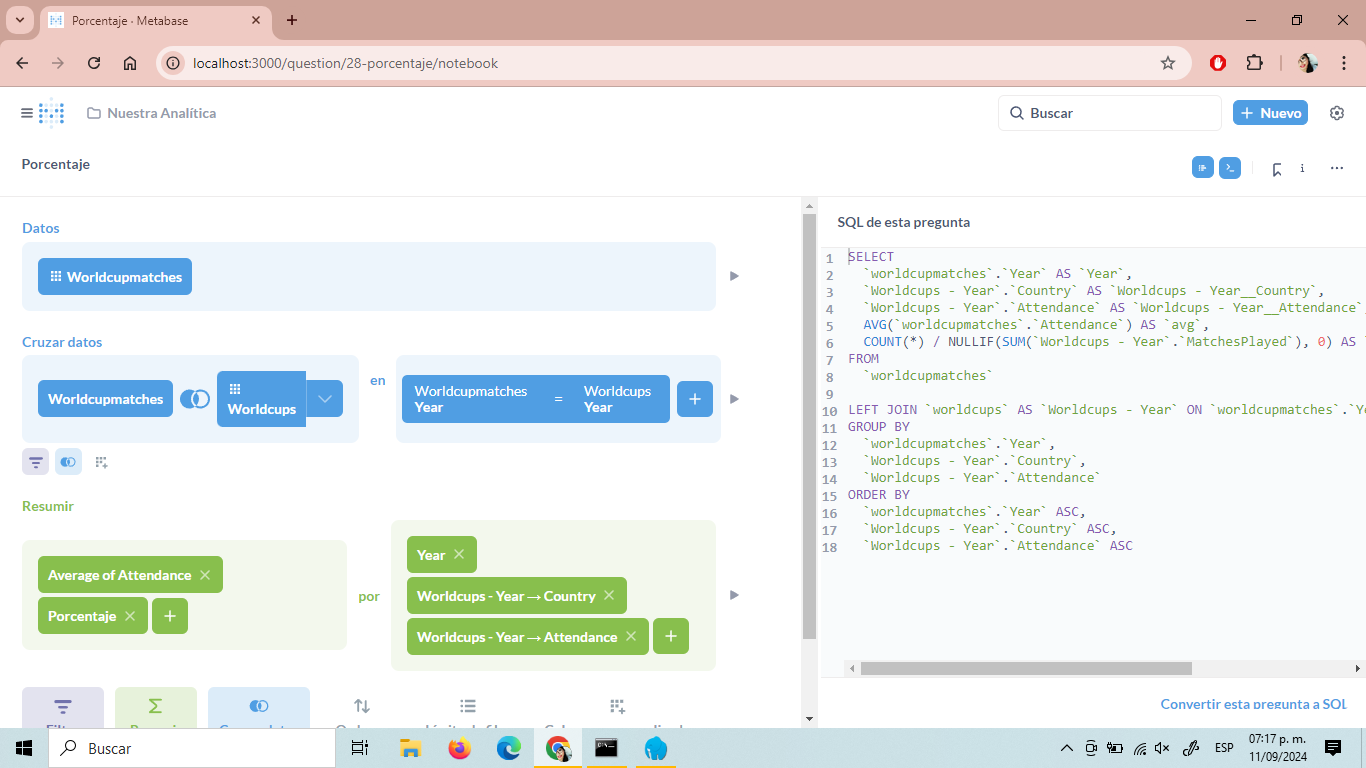 Porcentaje · Metabase
localhost:3000/question/28-porcentaje/notebook
Nuestra Analítica
Buscar
+ Nuevo
Porcentaje
Datos
Worldcupmatches
Cruzar datos
Worldcupmatches
Worldcups
en
Worldcupmatches
Year
=
Worldcups
Year
+
Resumir
Average of Attendance
Porcentaje
+
por
Year
Worldcups - Year → Country
Worldcups - Year → Attendance
+
SQL de esta pregunta
1 SELECT
2 `worldcupmatches`.`Year` AS `Year`,
3 `Worldcups - Year`.`Country` AS `Worldcups - Year__Country`,
4 `Worldcups - Year`.`Attendance` AS `Worldcups - Year__Attendance`
5 AVG(`worldcupmatches`.`Attendance`) AS `avg`,
6 COUNT(*) / NULLIF(SUM(`Worldcups - Year`.`MatchesPlayed`), 0) AS `
7 FROM
8 `worldcupmatches`
9
10 LEFT JOIN `worldcups` AS `Worldcups - Year` ON `worldcupmatches`.`Ye
11 GROUP BY
12 `worldcupmatches`.`Year`,
13 `Worldcups - Year`.`Country`,
14 `Worldcups - Year`.`Attendance`
15 ORDER BY
16 `worldcupmatches`.`Year` ASC,
17 `Worldcups - Year`.`Country` ASC,
18 `Worldcups - Year`.`Attendance` ASC
Convertir esta pregunta a SQL
Buscar
ESP
07:17 p. m.
11/09/2024